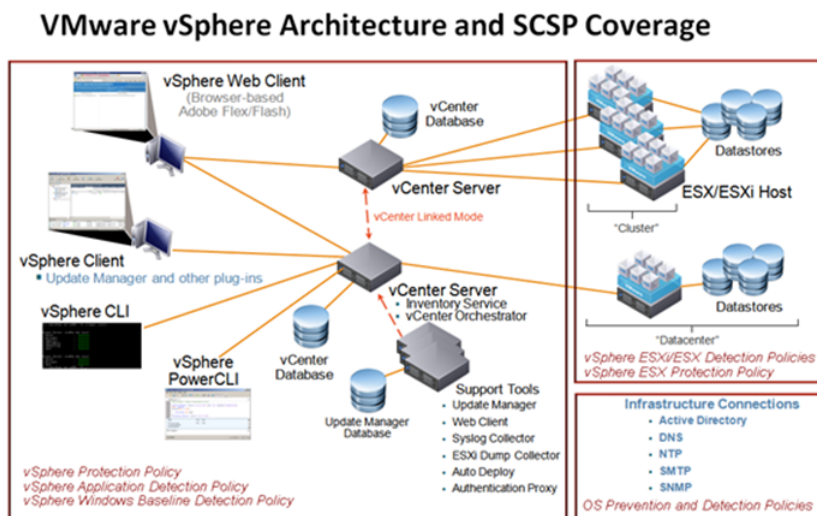 VMware vSphere Architecture and SCSP Coverage
vSphere Web Client
(Browser-based
Adobe Flex/Flash)
vCenter
Database
vCenter Server
vCenter Linked Mode
vSphere Client
Update Manager and other plug-ins
vCenter Server
Inventory Service
vCenter Orchestrator
vSphere CLI
vSphere
PowerCLI
vCenter
Database
Update Manager
Database
Support Tools
Update Manager
Web Client
Syslog Collector
ESXi Dump Collector
Auto Deploy
Authentication Proxy
vSphere Protection Policy
vSphere Application Detection Policy
vSphere Windows Baseline Detection Policy
Datastores
ESX/ESXi Host
"Cluster"
Datastores
"Datacenter"
vSphere ESXi/ESX Detection Policies
vSphere ESX Protection Policy
Infrastructure Connections
Active Directory
DNS
NTP
SMTP
SNMP
OS Prevention and Detection Policies